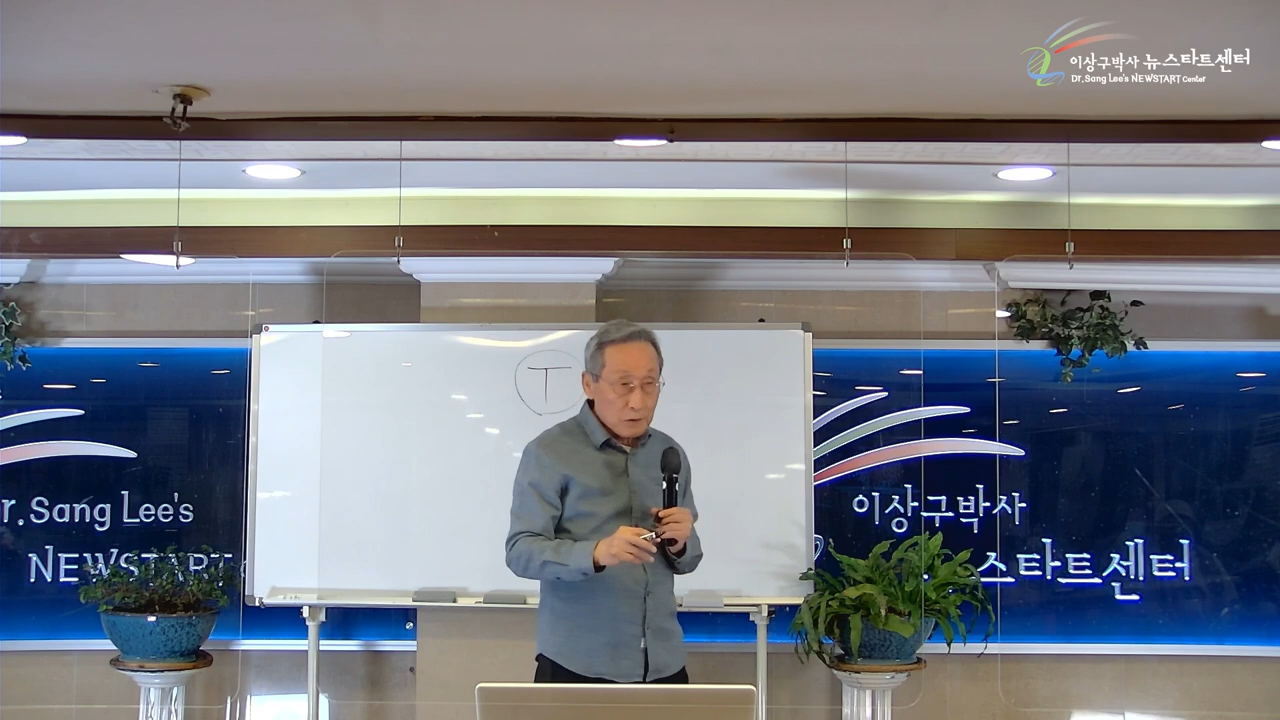 이상구박사 뉴스타트센터
Dr. Sang Lee's NEWSTART Center
T
r. Sang Lee's
NEWSTART
이상구박사
스타트센터